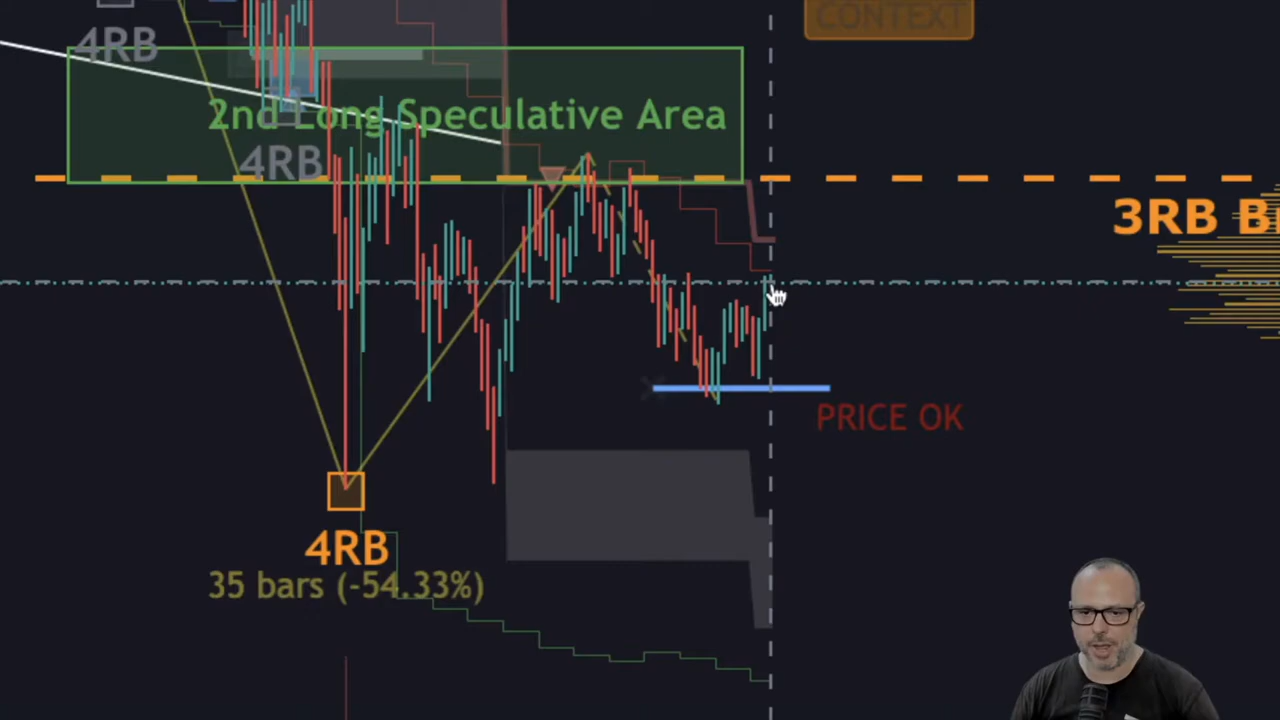 CONTEXT
4RB
2nd Long Speculative Area
4RB
3RB B
PRICE OK
4RB
35 bars (-54.33%)